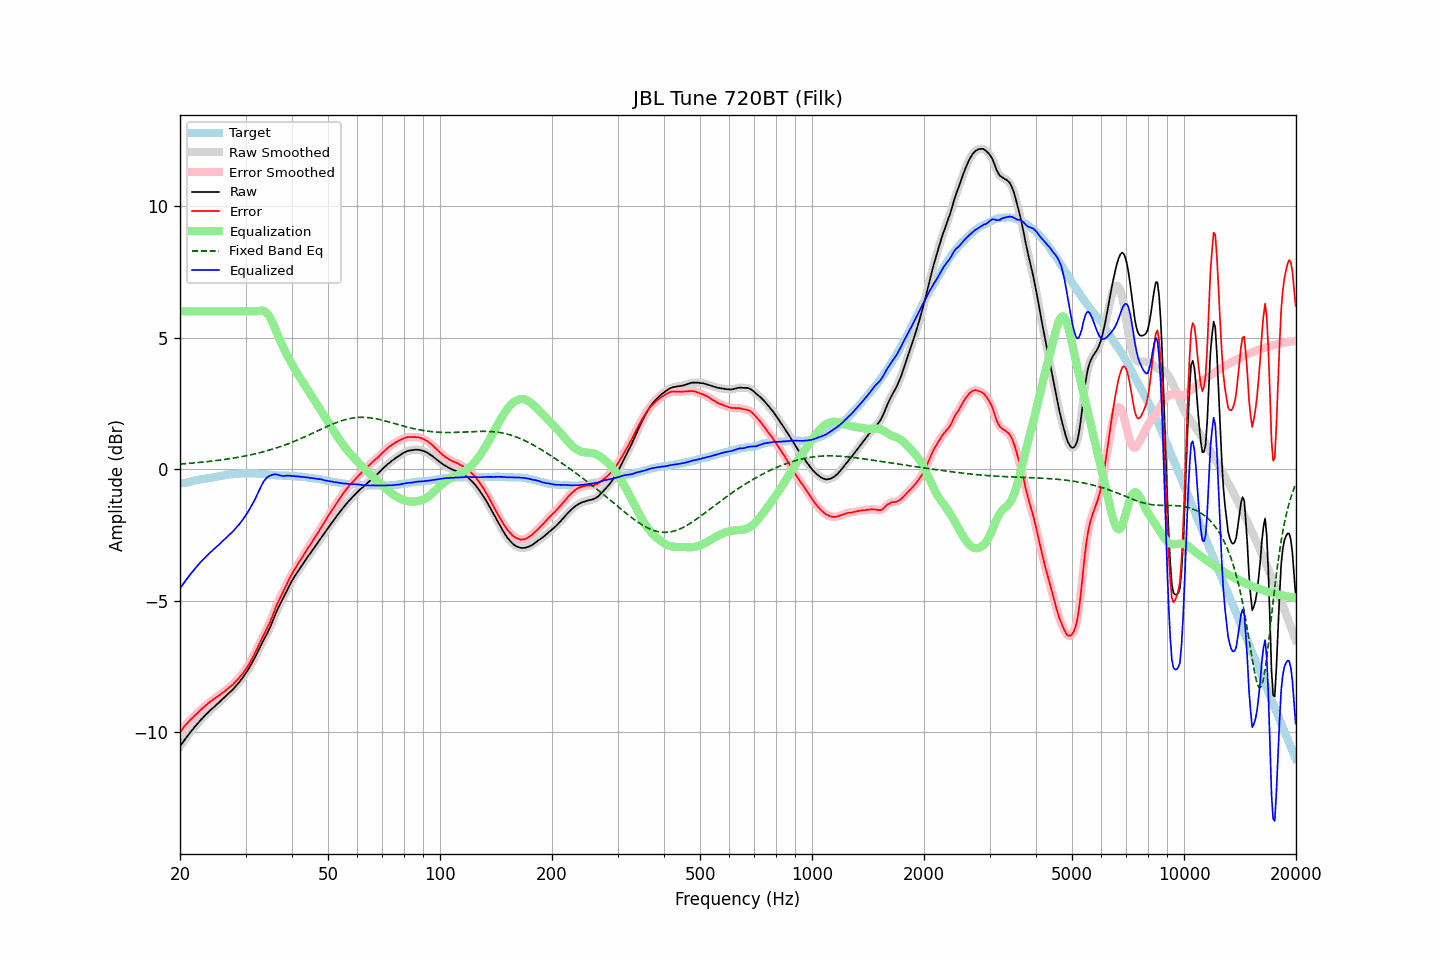 JBL Tune 720BT (Filk)
Target
Raw Smoothed
Error Smoothed
Raw
Error
Equalization
Fixed Band Eq
Equalized
10
5
0
−5
−10
Amplitude (dBr)
20 50 100 200 500 1000 2000 5000 10000 20000
Frequency (Hz)